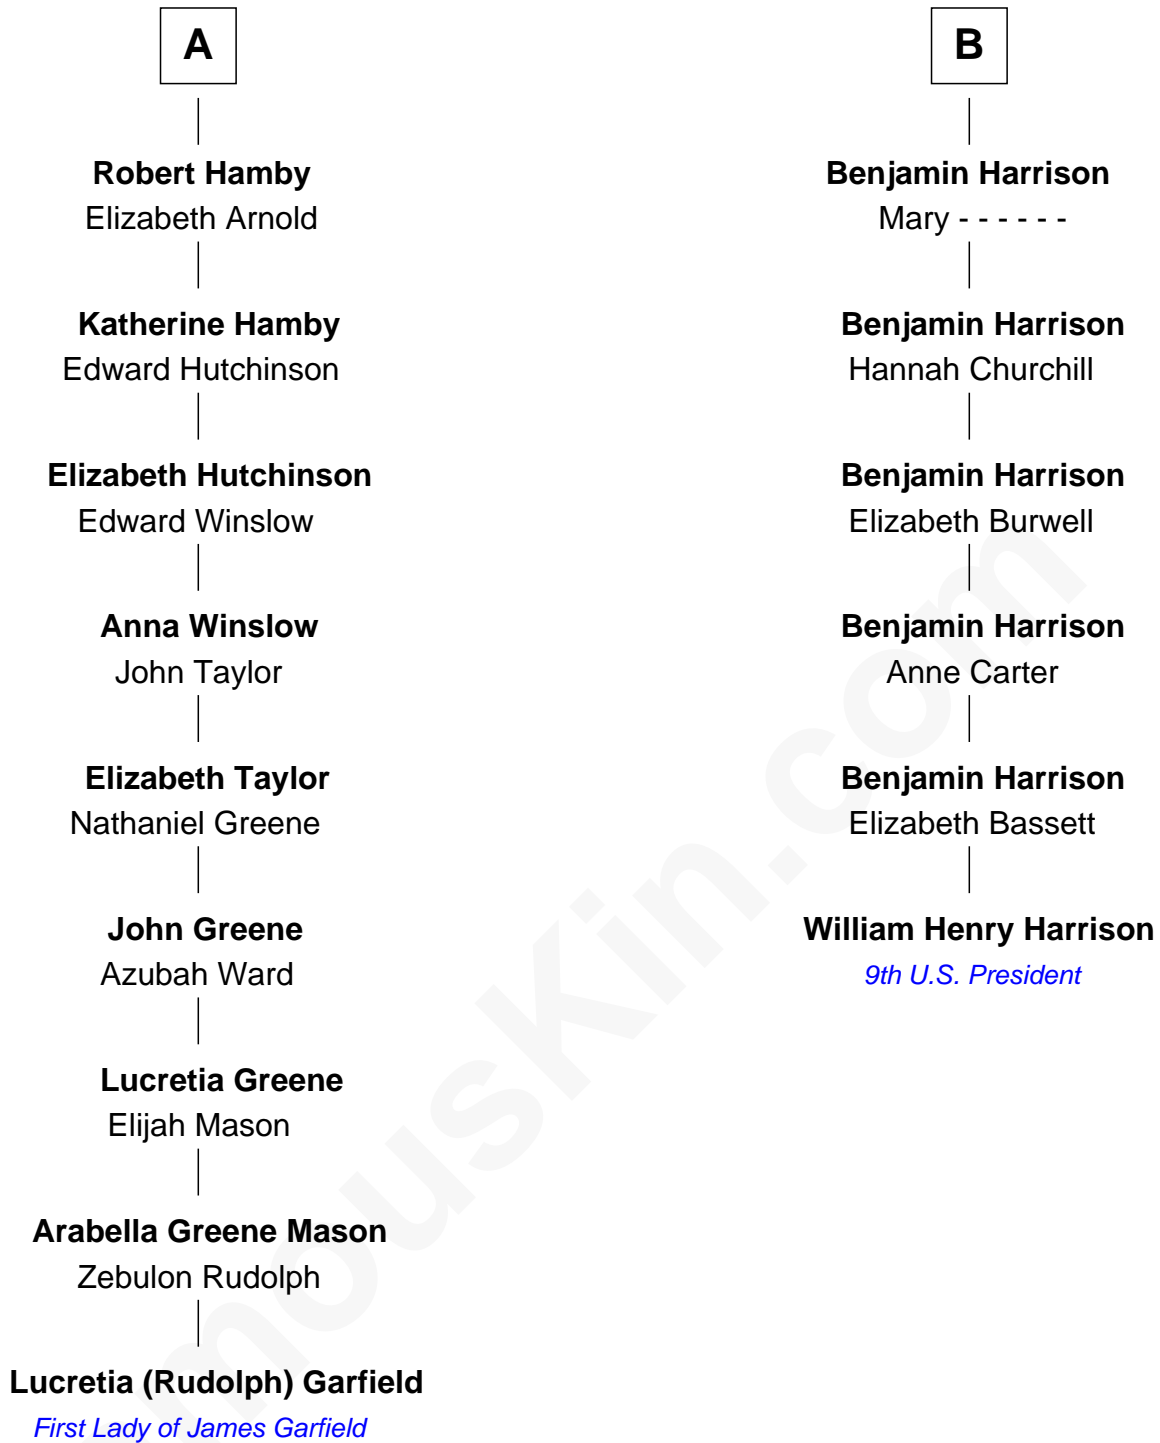 A
Robert Hamby
Elizabeth Arnold
Katherine Hamby
Edward Hutchinson
Elizabeth Hutchinson
Edward Winslow
Anna Winslow
John Taylor
Elizabeth Taylor
Nathaniel Greene
John Greene
Azubah Ward
Lucretia Greene
Elijah Mason
Arabella Greene Mason
Zebulon Rudolph
Lucretia (Rudolph) Garfield
First Lady of James Garfield
B
Benjamin Harrison
Mary - - - - - -
Benjamin Harrison
Hannah Churchill
Benjamin Harrison
Elizabeth Burwell
Benjamin Harrison
Anne Carter
Benjamin Harrison
Elizabeth Bassett
William Henry Harrison
9th U.S. President
mouskin.com